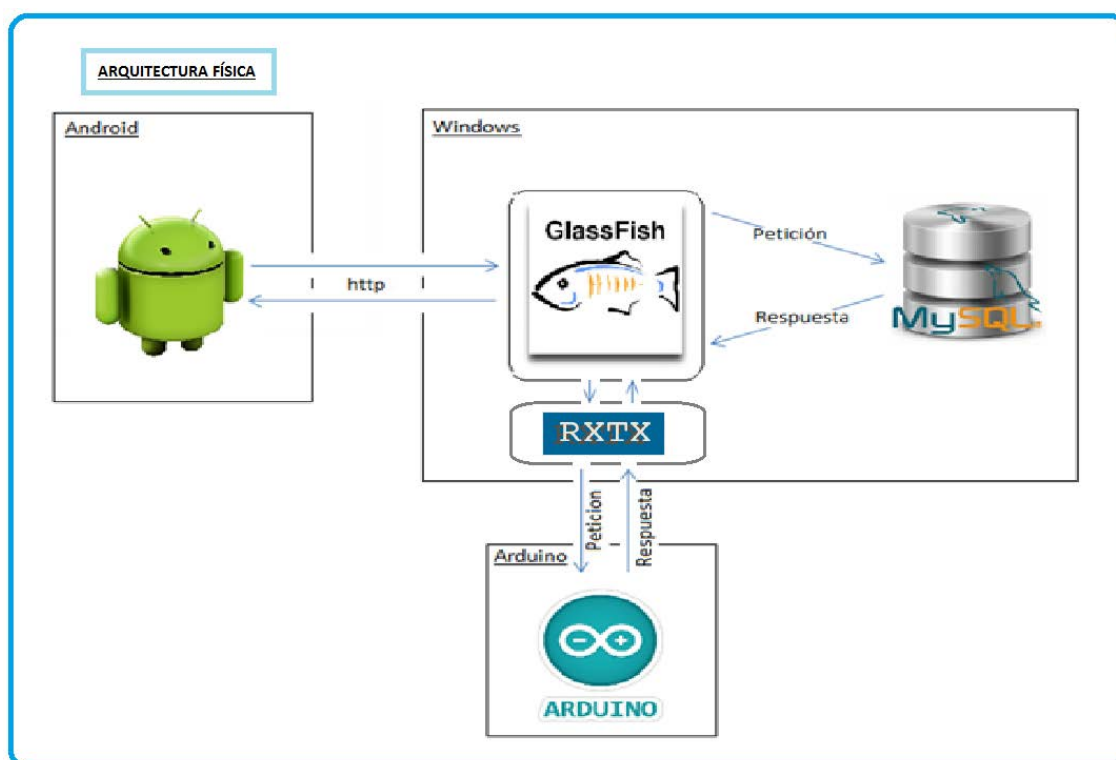 ARQUITECTURA FÍSICA
Android
Windows
GlassFish
Petición
http
Respuesta
MySQL
RXTX
Peticion
Respuesta
Arduino
ARDUINO